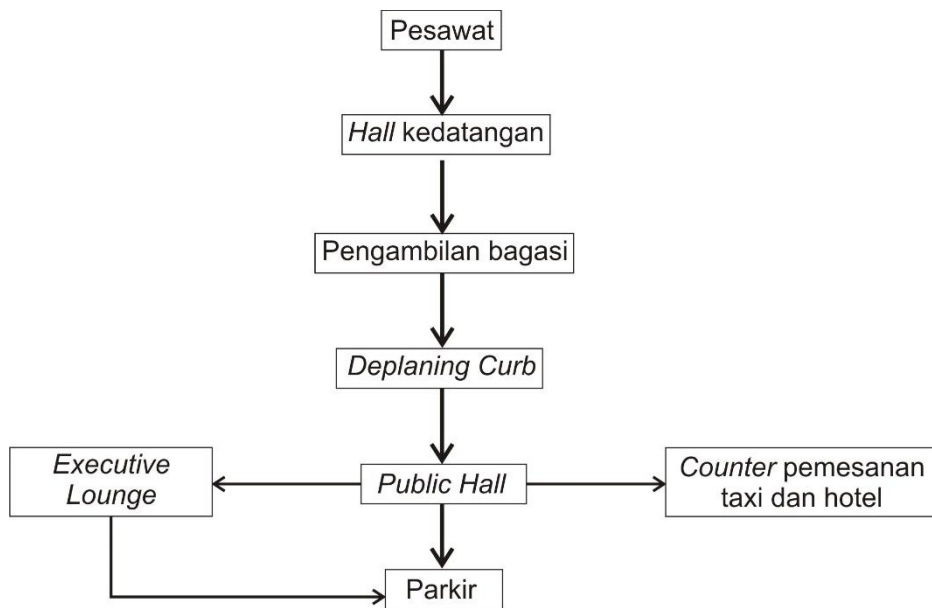 Pesawat
Hall kedatangan
Pengambilan bagasi
Deplaning Curb
Executive
Lounge
Public Hall
Counter pemesanan
taxi dan hotel
Parkir